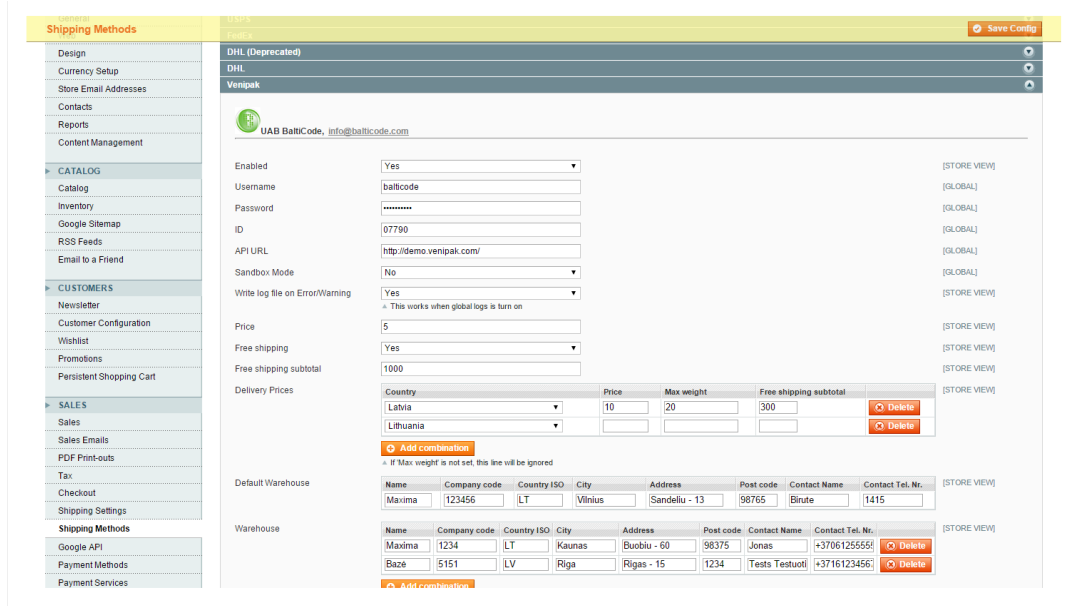 General
USPS
Shipping Methods
Save Config
FedEx
Design
DHL (Deprecated)
Currency Setup
DHL
Store Email Addresses
Venipak
Contacts
Reports
Content Management
UAB BaltiCode, info@balticode.com
CATALOG
Catalog
Inventory
Google Sitemap
RSS Feeds
Email to a Friend
CUSTOMERS
Newsletter
Customer Configuration
Wishlist
Promotions
Persistent Shopping Cart
SALES
Sales
Sales Emails
PDF Print-outs
Tax
Checkout
Shipping Settings
Shipping Methods
Google API
Payment Methods
Payment Services
Enabled Yes [STORE VIEW]
Username balticode [GLOBAL]
Password •••••••••• [GLOBAL]
ID 07790 [GLOBAL]
API URL http://demo.venipak.com/ [GLOBAL]
Sandbox Mode No [GLOBAL]
Write log file on Error/Warning Yes [STORE VIEW]
This works when global logs is turn on
Price 5 [STORE VIEW]
Free shipping Yes [STORE VIEW]
Free shipping subtotal 1000 [STORE VIEW]
Delivery Prices [STORE VIEW]
Country Price Max weight Free shipping subtotal
Latvia 10 20 300 Delete
Lithuania Delete
Add combination
If 'Max weight' is not set, this line will be ignored
Default Warehouse [STORE VIEW]
Name Company code Country ISO City Address Post code Contact Name Contact Tel. Nr.
Maxima 123456 LT Vilnius Sandeliu - 13 98765 Birute 1415
Warehouse [STORE VIEW]
Name Company code Country ISO City Address Post code Contact Name Contact Tel. Nr.
Maxima 1234 LT Kaunas Buobiu - 60 98375 Jonas +3706125555 Delete
Bazė 5151 LV Riga Rigas - 15 1234 Tests Testuoti +3716123456 Delete
Add combination